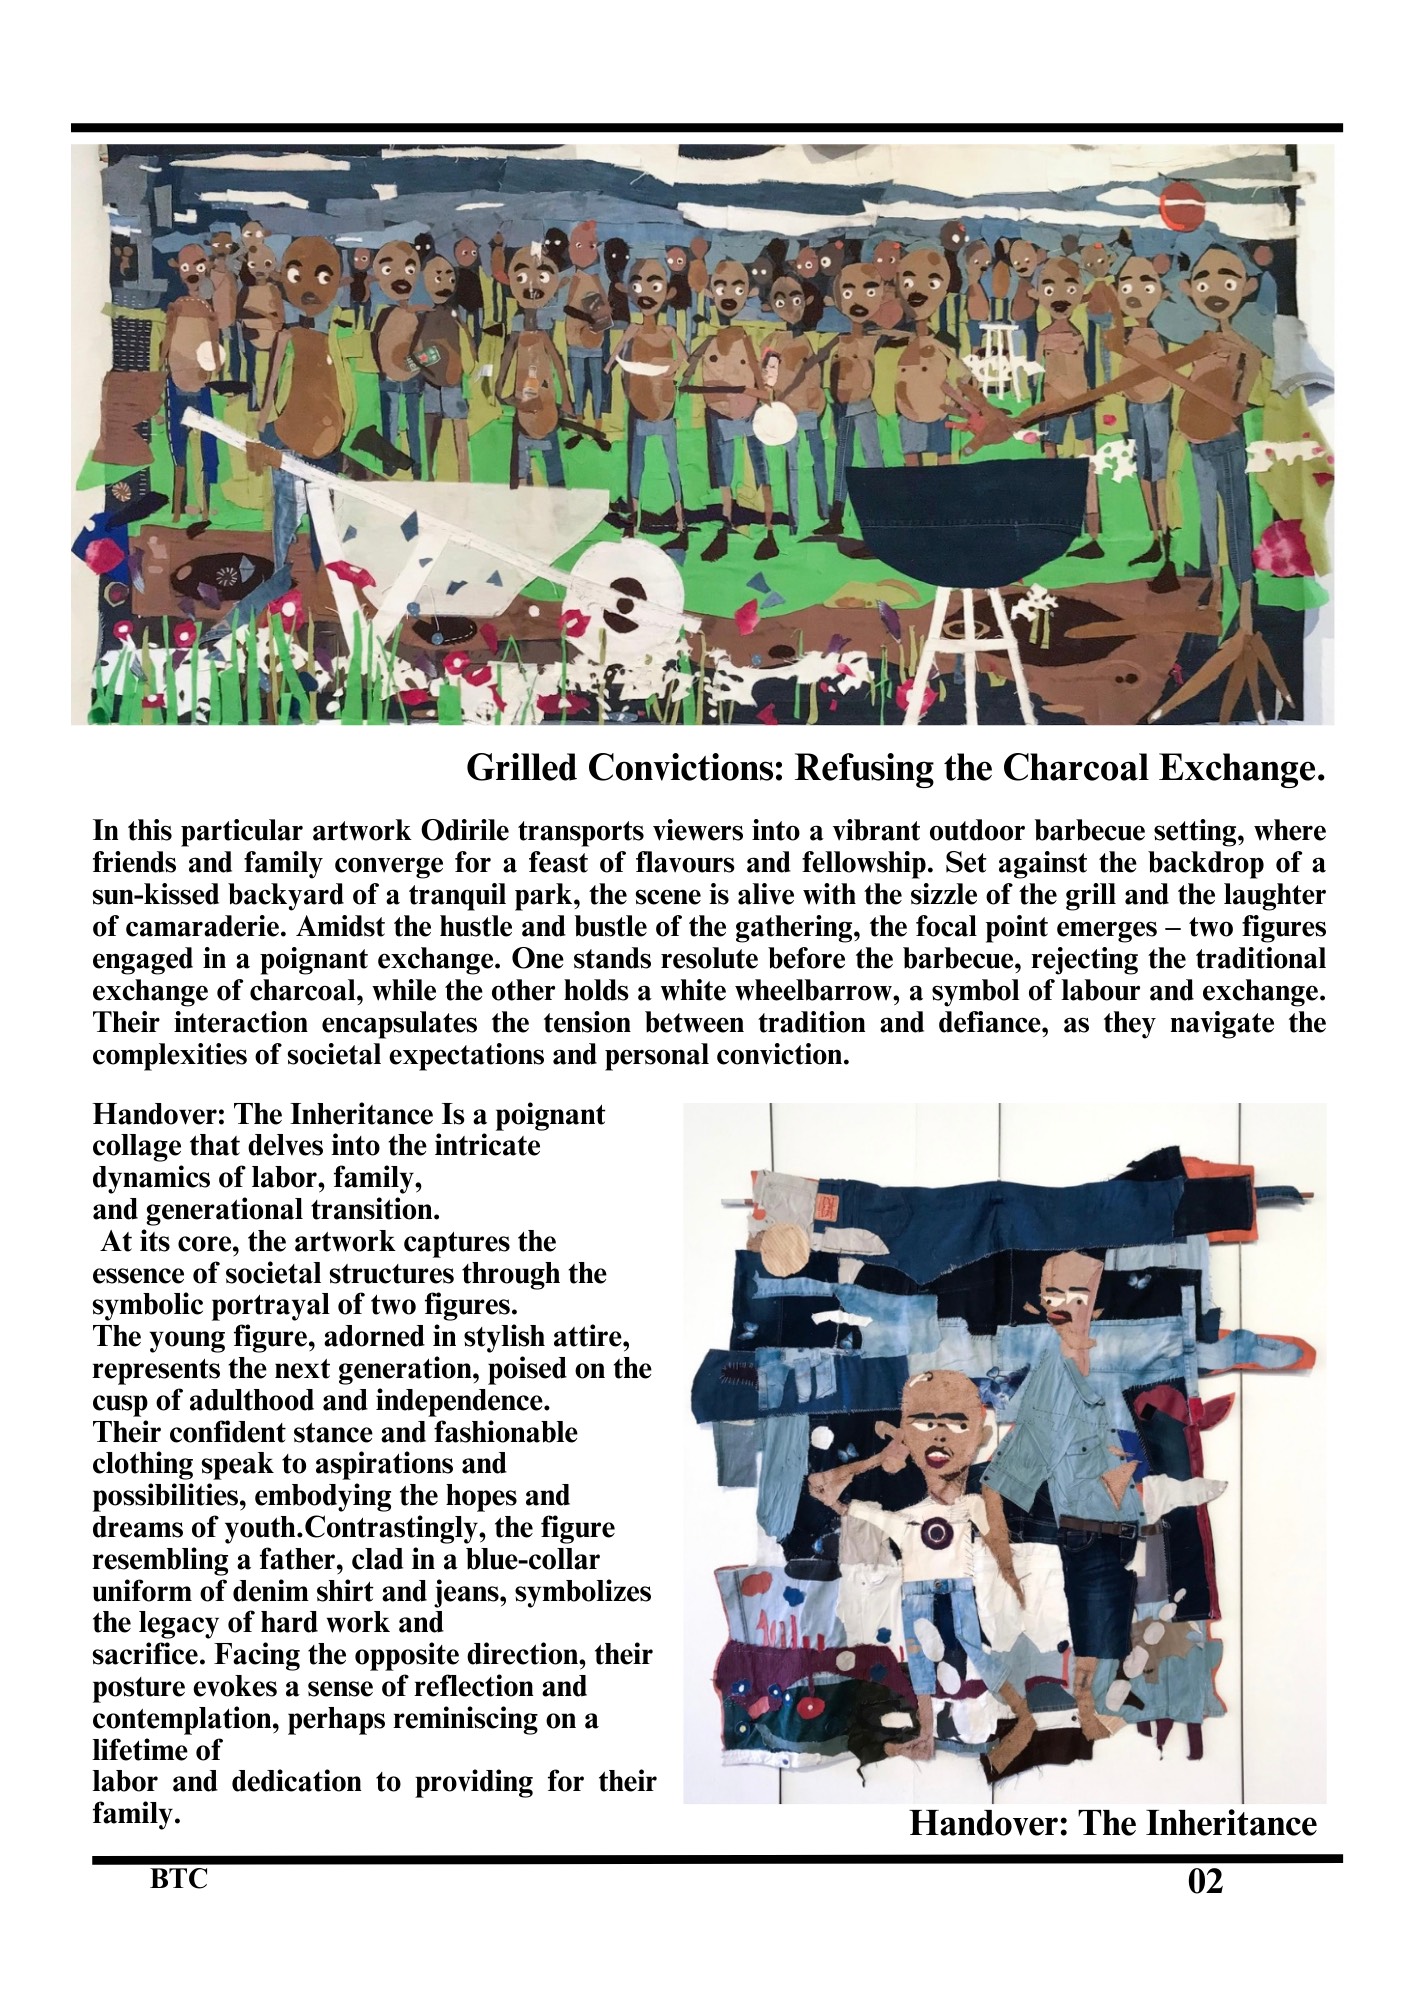 Grilled Convictions: Refusing the Charcoal Exchange.
In this particular artwork Odirile transports viewers into a vibrant outdoor barbecue setting, where
friends and family converge for a feast of flavours and fellowship. Set against the backdrop of a
sun-kissed backyard of a tranquil park, the scene is alive with the sizzle of the grill and the laughter
of camaraderie. Amidst the hustle and bustle of the gathering, the focal point emerges – two figures
engaged in a poignant exchange. One stands resolute before the barbecue, rejecting the traditional
exchange of charcoal, while the other holds a white wheelbarrow, a symbol of labour and exchange.
Their interaction encapsulates the tension between tradition and defiance, as they navigate the
complexities of societal expectations and personal conviction.
Handover: The Inheritance Is a poignant
collage that delves into the intricate
dynamics of labor, family,
and generational transition.
At its core, the artwork captures the
essence of societal structures through the
symbolic portrayal of two figures.
The young figure, adorned in stylish attire,
represents the next generation, poised on the
cusp of adulthood and independence.
Their confident stance and fashionable
clothing speak to aspirations and
possibilities, embodying the hopes and
dreams of youth.Contrastingly, the figure
resembling a father, clad in a blue-collar
uniform of denim shirt and jeans, symbolizes
the legacy of hard work and
sacrifice. Facing the opposite direction, their
posture evokes a sense of reflection and
contemplation, perhaps reminiscing on a
lifetime of
labor and dedication to providing for their
family.
Handover: The Inheritance
BTC
02